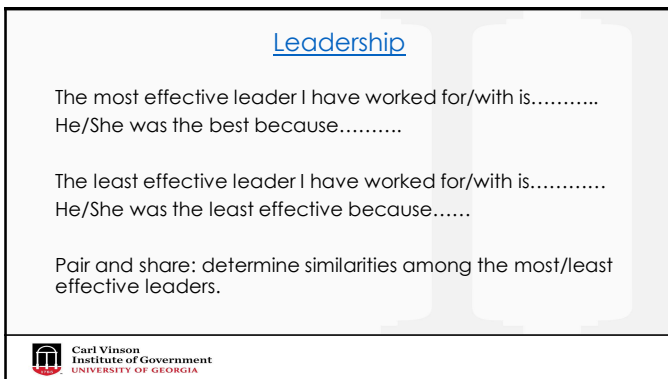 Leadership
The most effective leader I have worked for/with is………..
He/She was the best because……….
The least effective leader I have worked for/with is…………
He/She was the least effective because……
Pair and share: determine similarities among the most/least
effective leaders.
Carl Vinson
Institute of Government
UNIVERSITY OF GEORGIA